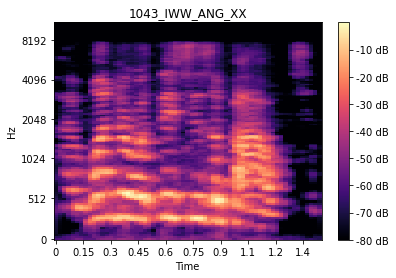 1043_IWW_ANG_XX
8192
4096
2048
1024
512
0
Hz
0 0.15 0.3 0.45 0.6 0.75 0.9 1.1 1.2 1.4
Time
-10 dB
-20 dB
-30 dB
-40 dB
-50 dB
-60 dB
-70 dB
-80 dB